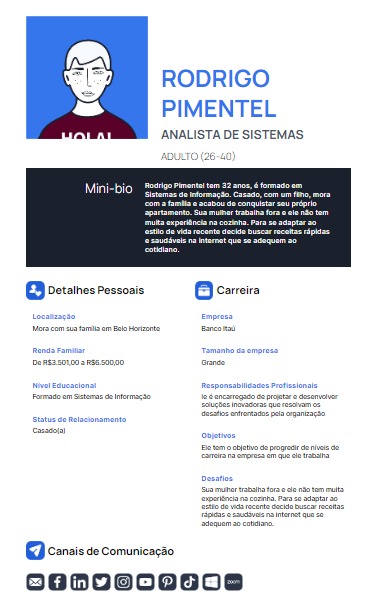 HOLA!
RODRIGO
PIMENTEL
ANALISTA DE SISTEMAS
ADULTO (26-40)
Mini-bio
Rodrigo Pimentel tem 32 anos, é formado em
Sistemas de Informação. Casado, com um filho, mora
com a família e acabou de conquistar seu próprio
apartamento. Sua mulher trabalha fora e ele não tem
muita experiência na cozinha. Para se adaptar ao
estilo de vida recente decide buscar receitas rápidas
e saudáveis na internet que se adequem ao
cotidiano.
Detalhes Pessoais
Localização
Mora com sua família em Belo Horizonte
Renda Familiar
De R$3.501,00 a R$6.500,00
Nível Educacional
Formado em Sistemas de Informação
Status de Relacionamento
Casado(a)
Carreira
Empresa
Banco Itaú
Tamanho da empresa
Grande
Responsabilidades Profissionais
le é encarregado de projetar e desenvolver
soluções inovadoras que resolvam os
desafios enfrentados pela organização
Objetivos
Ele tem o objetivo de progredir de níveis de
carreira na empresa em que ele trabalha
Desafios
Sua mulher trabalha fora e ele não tem muita
experiência na cozinha. Para se adaptar ao
estilo de vida recente decide buscar receitas
rápidas e saudáveis na internet que se
adequem ao cotidiano.
Canais de Comunicação
zoom